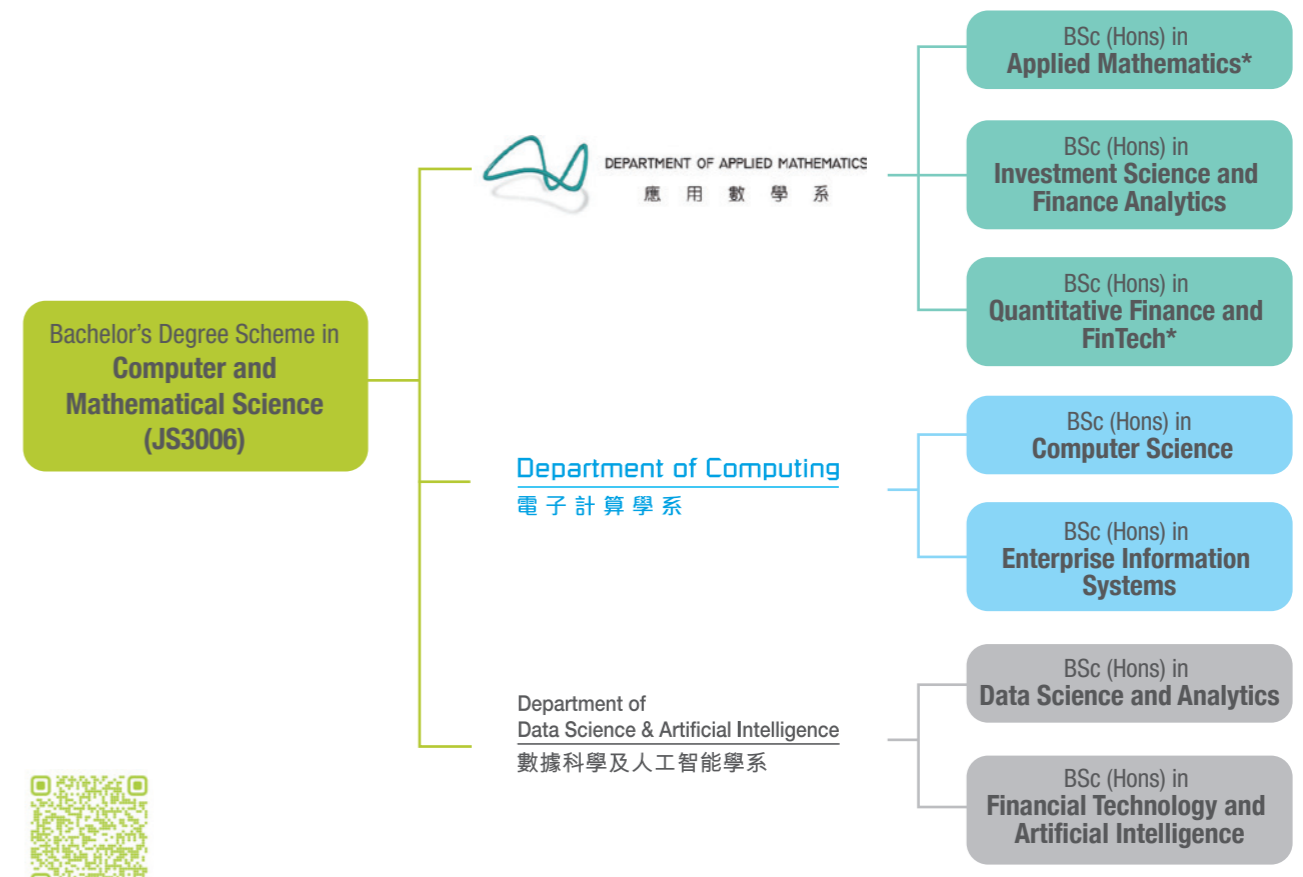 Bachelor’s Degree Scheme in
Computer and
Mathematical Science
(JS3006)
DEPARTMENT OF APPLIED MATHEMATICS
應用數學系
BSc (Hons) in
Applied Mathematics*
BSc (Hons) in
Investment Science and
Finance Analytics
BSc (Hons) in
Quantitative Finance and
FinTech*
Department of Computing
電子計算學系
BSc (Hons) in
Computer Science
BSc (Hons) in
Enterprise Information
Systems
Department of
Data Science & Artificial Intelligence
數據科學及人工智能學系
BSc (Hons) in
Data Science and Analytics
BSc (Hons) in
Financial Technology and
Artificial Intelligence